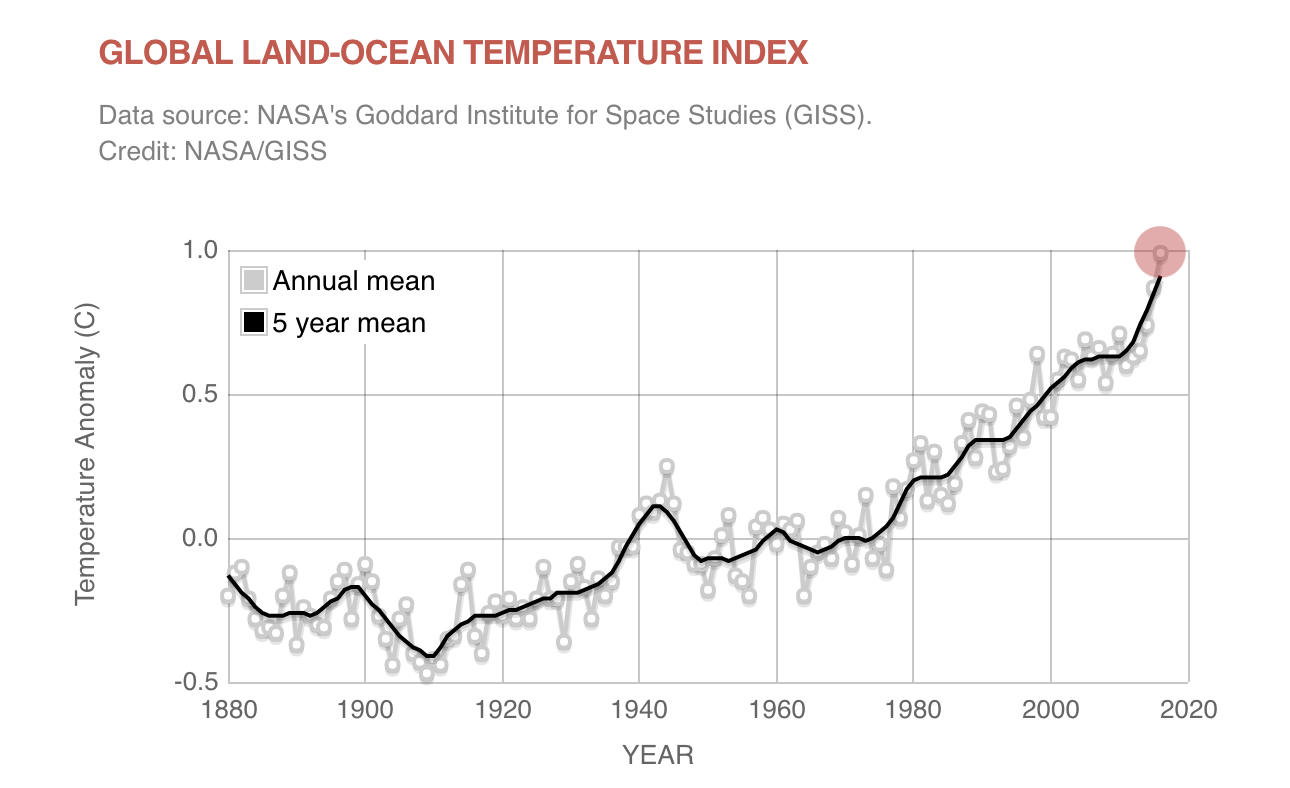 GLOBAL LAND-OCEAN TEMPERATURE INDEX
Data source: NASA's Goddard Institute for Space Studies (GISS).
Credit: NASA/GISS
Annual mean
5 year mean
Temperature Anomaly (C)
1.0
0.5
0.0
-0.5
1880 1900 1920 1940 1960 1980 2000 2020
YEAR